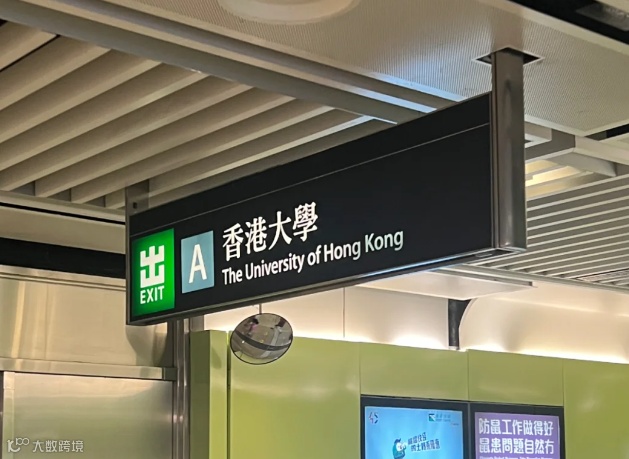 出
EXIT
A
香港大學
The University of Hong Kong
防鼠工作做得好
鼠患問題自然冇
大数跨境